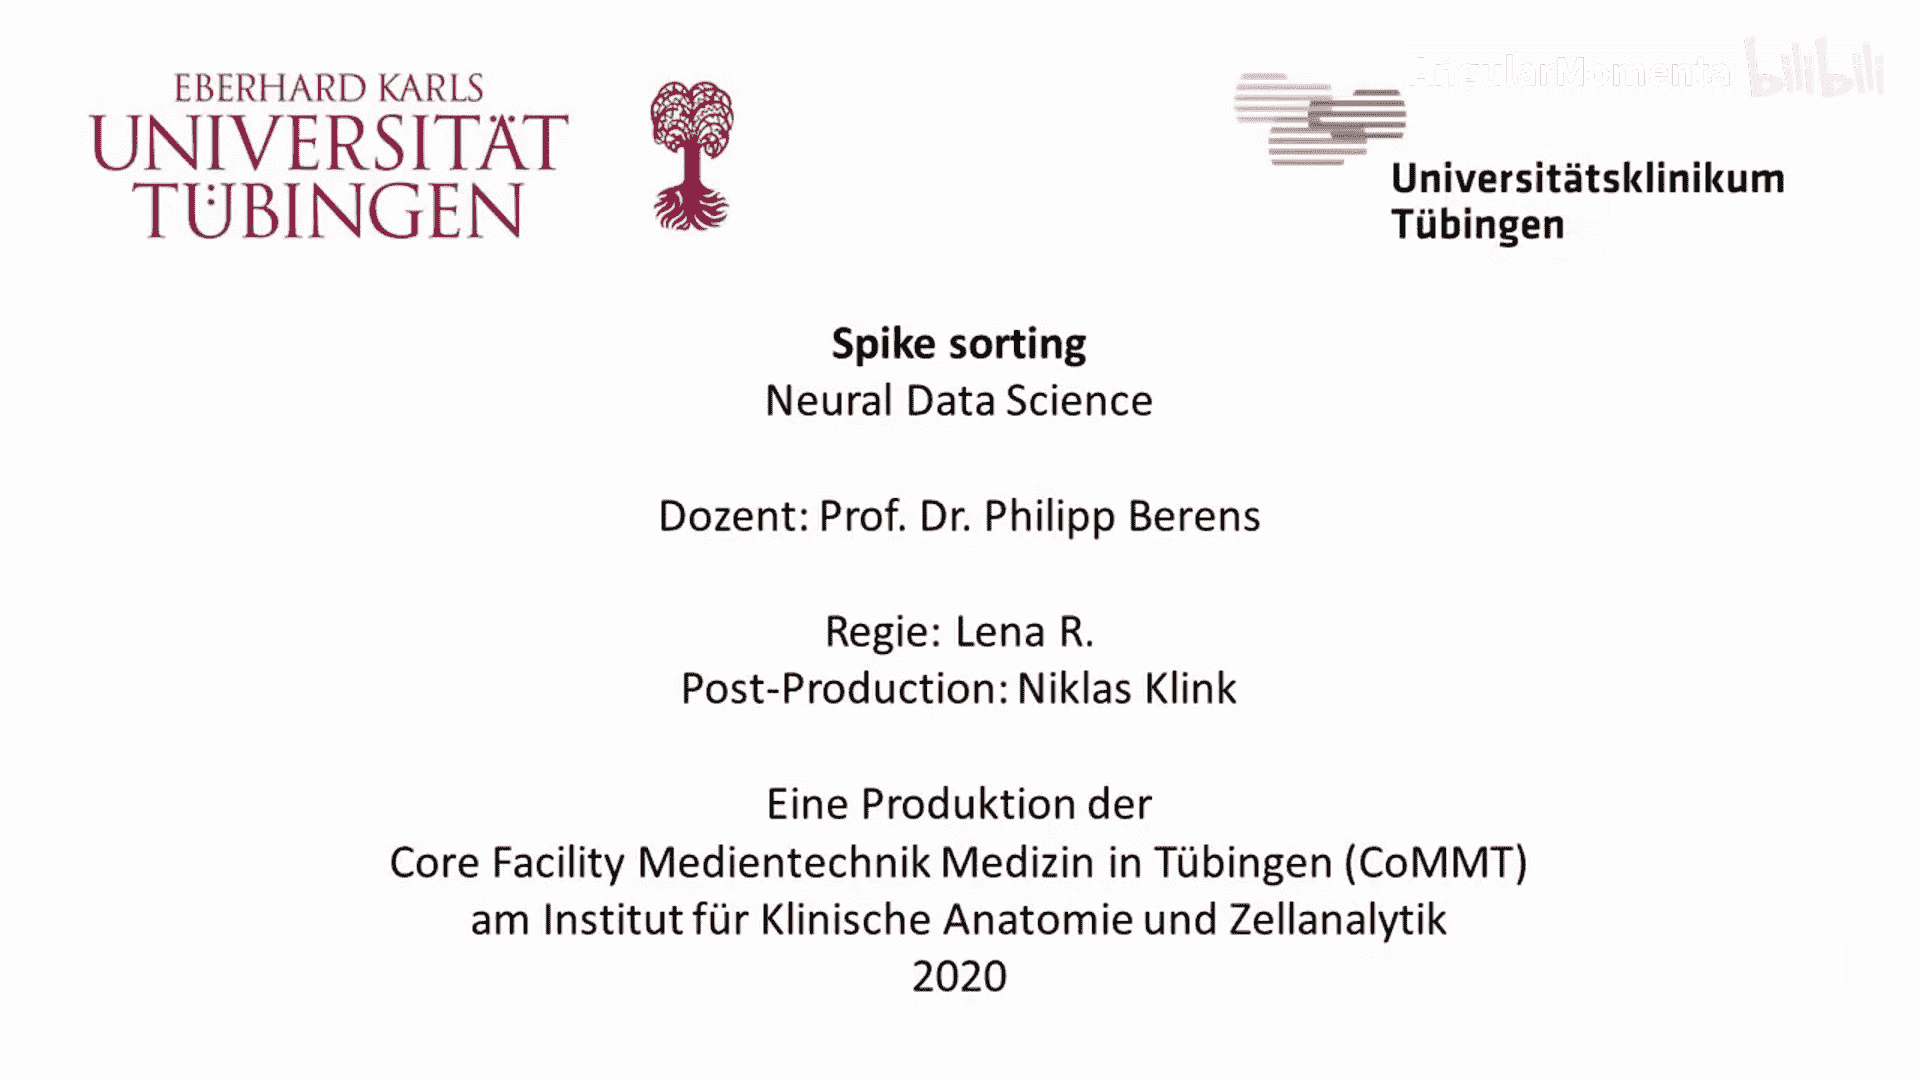 EBERHARD KARLS
UNIVERSITÄT
TÜBINGEN
AngularMomenta bilibili
Universitätsklinikum
Tübingen
Spike sorting
Neural Data Science
Dozent: Prof. Dr. Philipp Berens
Regie: Lena R.
Post-Production: Niklas Klink
Eine Produktion der
Core Facility Medientechnik Medizin in Tübingen (CoMMT)
am Institut für Klinische Anatomie und Zellanalytik
2020